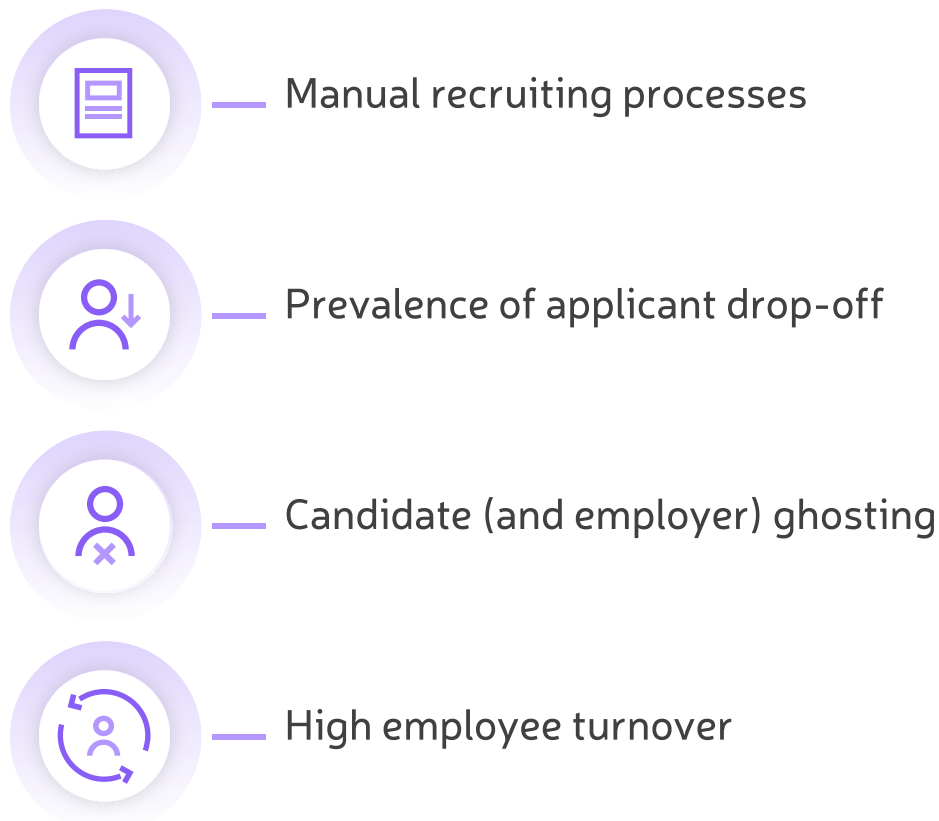 Manual recruiting processes
Prevalence of applicant drop-off
Candidate (and employer) ghosting
High employee turnover